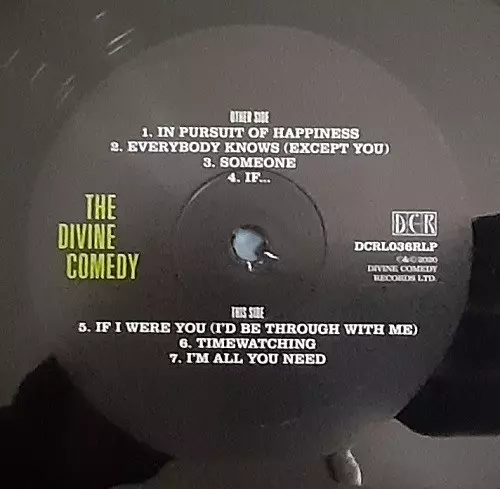 OTHER SIDE
1. IN PURSUIT OF HAPPINESS
2. EVERYBODY KNOWS (EXCEPT YOU)
3. SOMEONE
4. IF...
THE
DIVINE
COMEDY
DCR
DCRL036RLP
℗&© 2020
DIVINE COMEDY
RECORDS LTD.
THIS SIDE
5. IF I WERE YOU (I'D BE THROUGH WITH ME)
6. TIMEWATCHING
7. I'M ALL YOU NEED